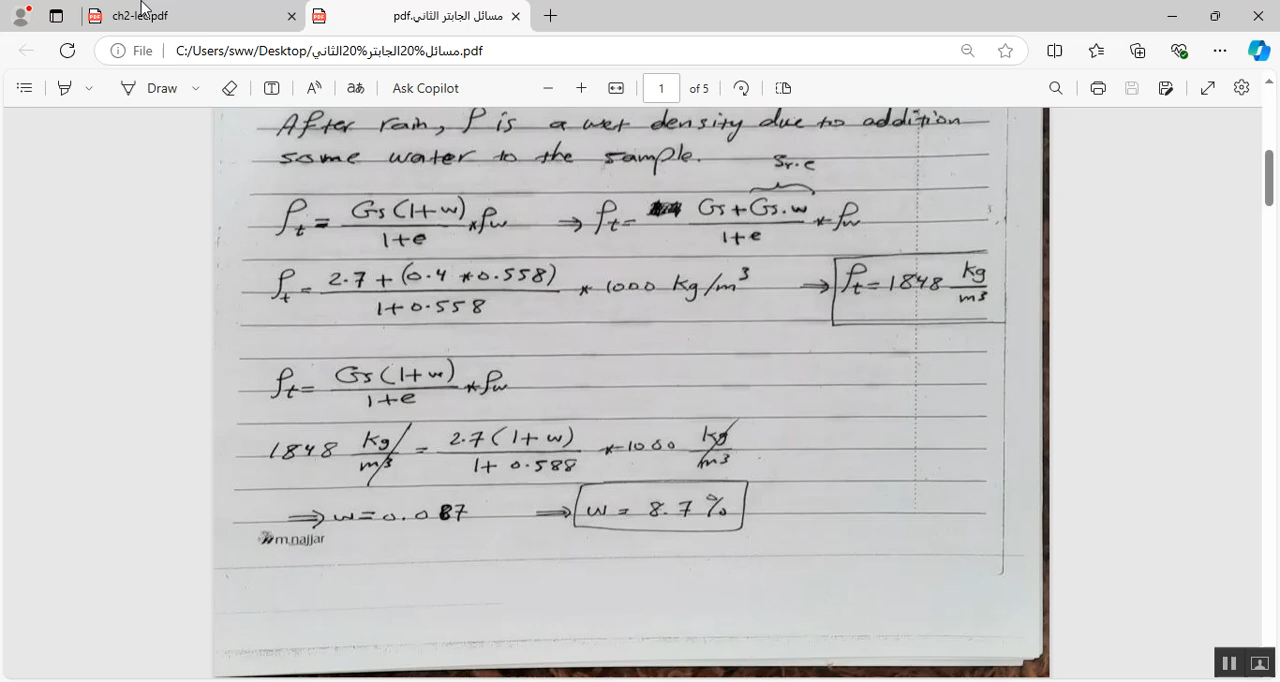 ch2-lec.pdf
مسائل الجابتر الثاني.pdf
File
C:/Users/sww/Desktop/مسائل%20الجابتر%20الثاني.pdf
Draw
aあ
Ask Copilot
1 of 5
After rain, ρ is a wet density due to addition
some water to the sample.
Sr.e
ρt = Gs(1+w) / 1+e * ρw ⇒ ρt = Gs + Gs.w / 1+e * ρw
ρt = 2.7 + (0.4 * 0.558) / 1 + 0.558 * 1000 kg/m³ ⇒ ρt = 1848 kg/m³
ρt = Gs(1+w) / 1+e * ρw
1848 kg/m³ = 2.7(1+w) / 1+0.588 * 1000 kg/m³
⇒ w = 0.087 ⇒ w = 8.7 %
m.najjar